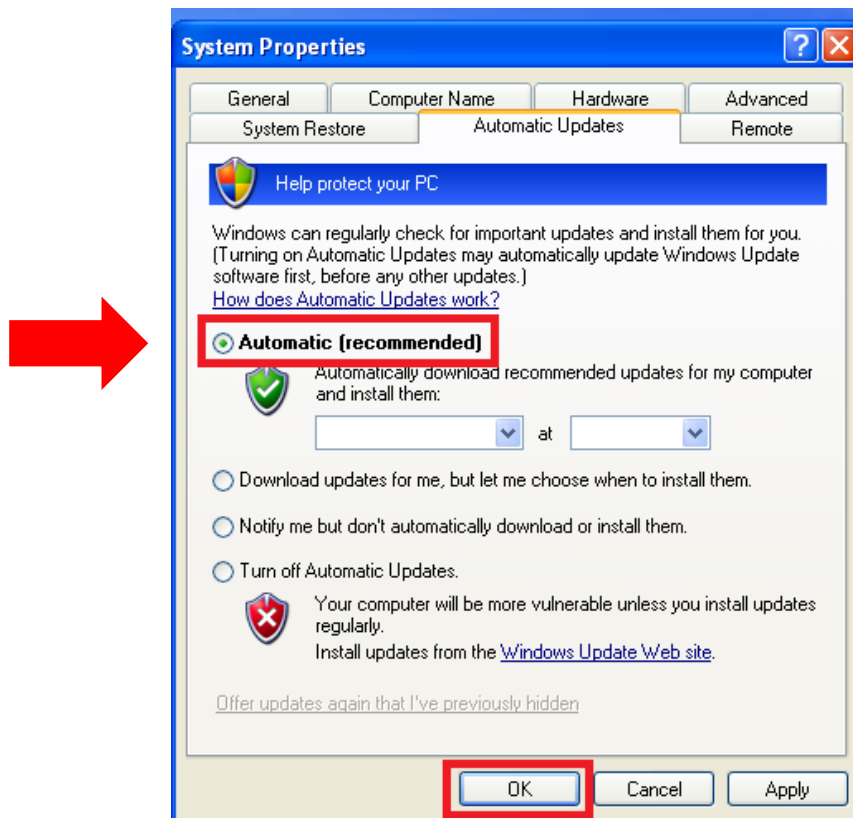 System Properties
General Computer Name Hardware Advanced
System Restore Automatic Updates Remote
Help protect your PC
Windows can regularly check for important updates and install them for you.
(Turning on Automatic Updates may automatically update Windows Update
software first, before any other updates.)
How does Automatic Updates work?
Automatic (recommended)
Automatically download recommended updates for my computer
and install them:
at
Download updates for me, but let me choose when to install them.
Notify me but don't automatically download or install them.
Turn off Automatic Updates.
Your computer will be more vulnerable unless you install updates
regularly.
Install updates from the Windows Update Web site.
Offer updates again that I've previously hidden
OK Cancel Apply